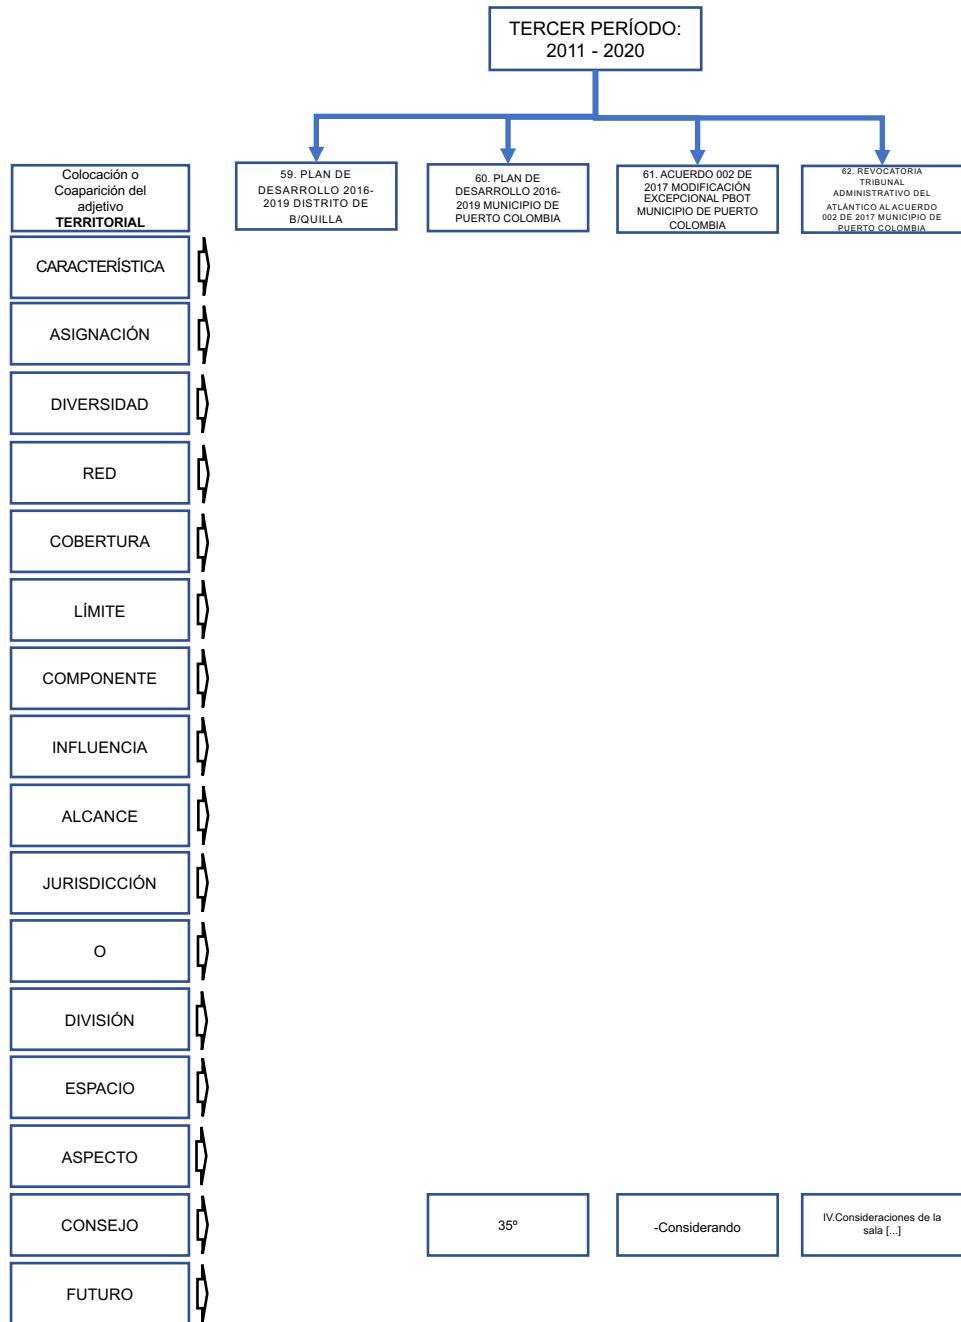 TERCER PERÍODO:
2011 - 2020
Colocación o
Coaparición del
adjetivo
TERRITORIAL
59. PLAN DE
DESARROLLO 2016-
2019 DISTRITO DE
B/QUILLA
60. PLAN DE
DESARROLLO 2016-
2019 MUNICIPIO DE
PUERTO COLOMBIA
61. ACUERDO 002 DE
2017 MODIFICACIÓN
EXCEPCIONAL PBOT
MUNICIPIO DE PUERTO
COLOMBIA
62. REVOCATORIA
TRIBUNAL
ADMINISTRATIVO DEL
ATLÁNTICO AL ACUERDO
002 DE 2017 MUNICIPIO DE
PUERTO COLOMBIA
CARACTERÍSTICA
ASIGNACIÓN
DIVERSIDAD
RED
COBERTURA
LÍMITE
COMPONENTE
INFLUENCIA
ALCANCE
JURISDICCIÓN
O
DIVISIÓN
ESPACIO
ASPECTO
CONSEJO
35º
-Considerando
IV.Consideraciones de la
sala [...]
FUTURO